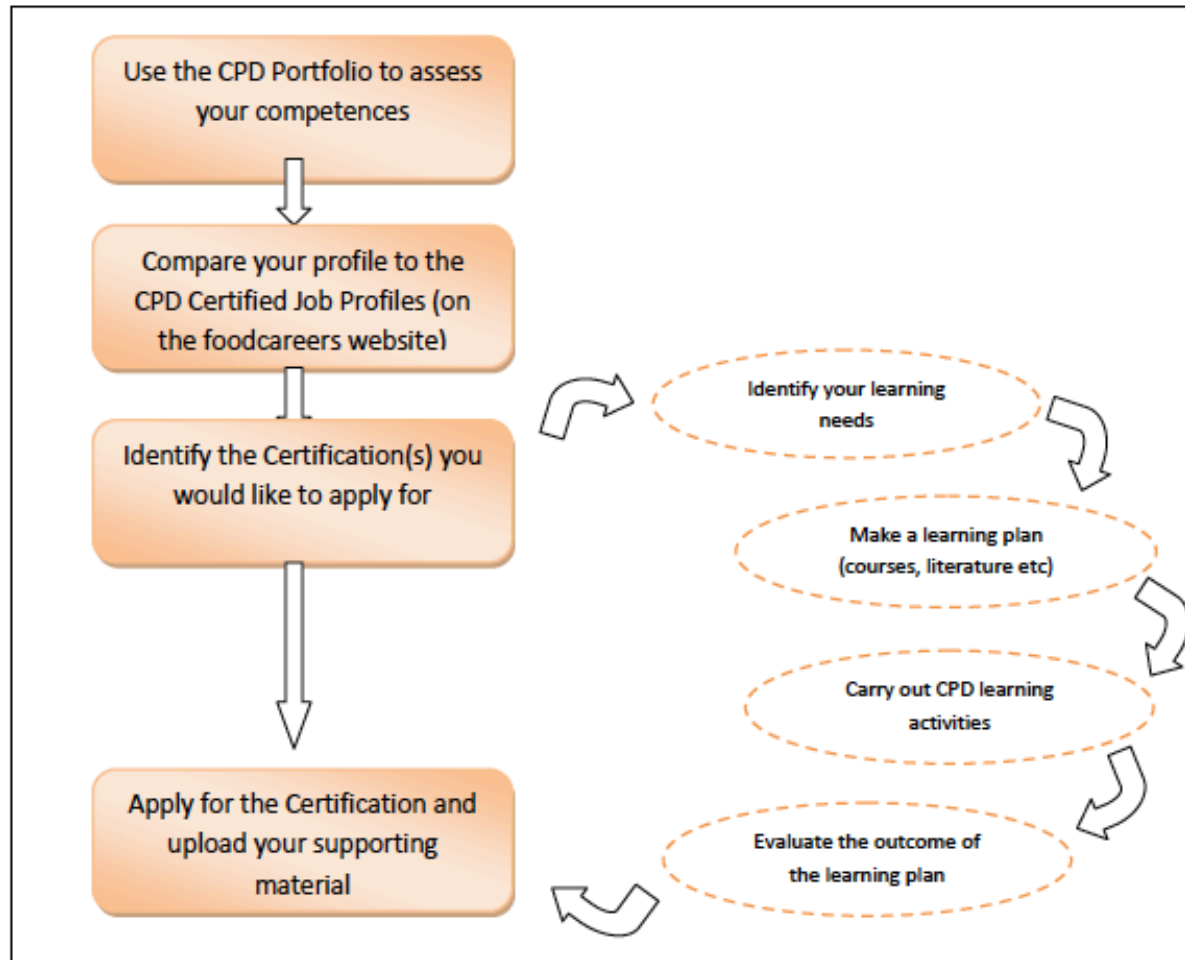 Use the CPD Portfolio to assess
your competences
Compare your profile to the
CPD Certified Job Profiles (on
the foodcareers website)
Identify the Certification(s) you
would like to apply for
Identify your learning
needs
Make a learning plan
(courses, literature etc)
Carry out CPD learning
activities
Evaluate the outcome of
the learning plan
Apply for the Certification and
upload your supporting
material